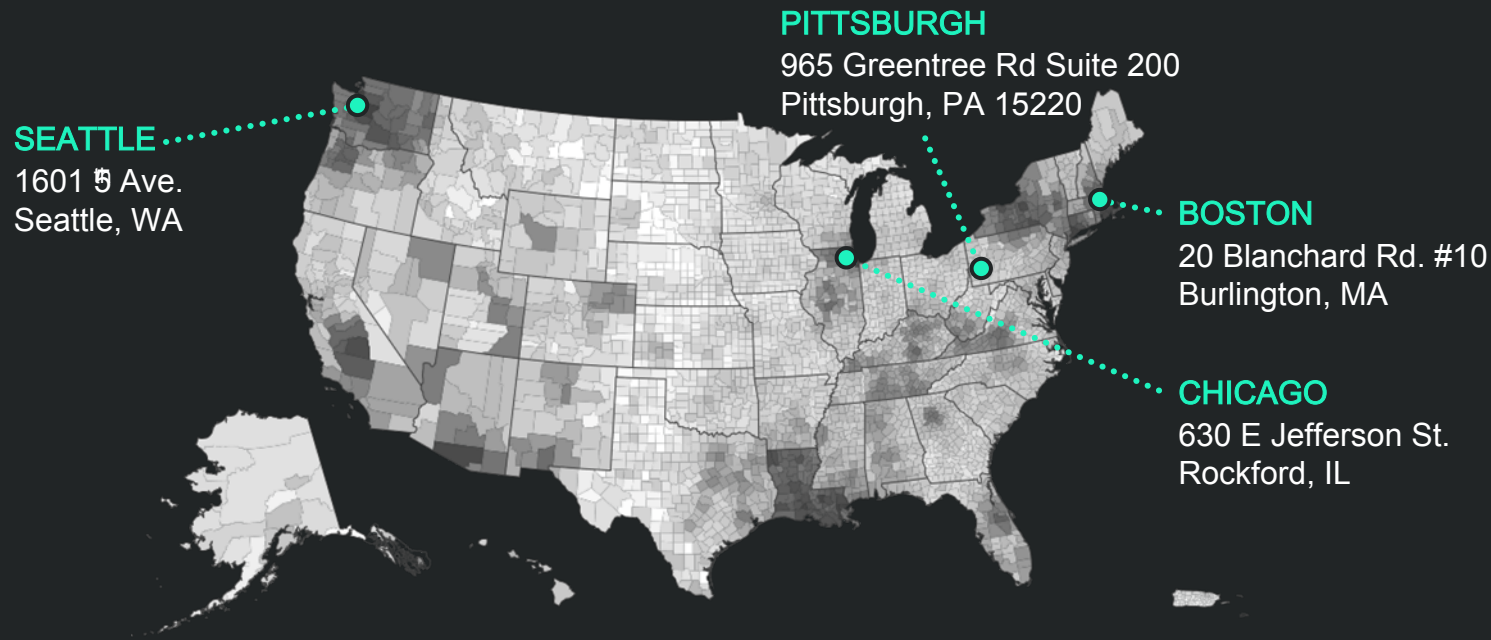 PITTSBURGH
965 Greentree Rd Suite 200
Pittsburgh, PA 15220
SEATTLE
1601 5th Ave.
Seattle, WA
BOSTON
20 Blanchard Rd. #10
Burlington, MA
CHICAGO
630 E Jefferson St.
Rockford, IL